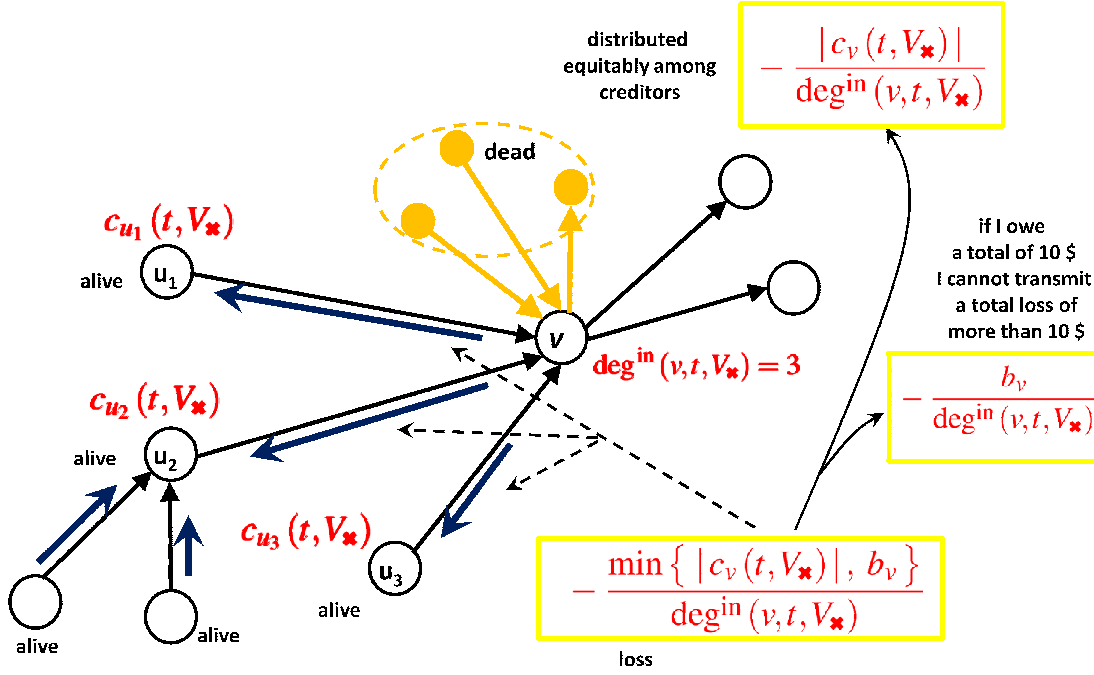 distributed
equitably among
creditors
− |c_v (t, V_✖)| / deg^in (v, t, V_✖)
dead
c_{u_1} (t, V_✖)
alive
u_1
if I owe
a total of 10 $
I cannot transmit
a total loss of
more than 10 $
v
deg^in (v, t, V_✖) = 3
c_{u_2} (t, V_✖)
alive
u_2
− b_v / deg^in (v, t, V_✖)
c_{u_3} (t, V_✖)
u_3
alive
− min { |c_v (t, V_✖)| , b_v } / deg^in (v, t, V_✖)
alive
alive
loss